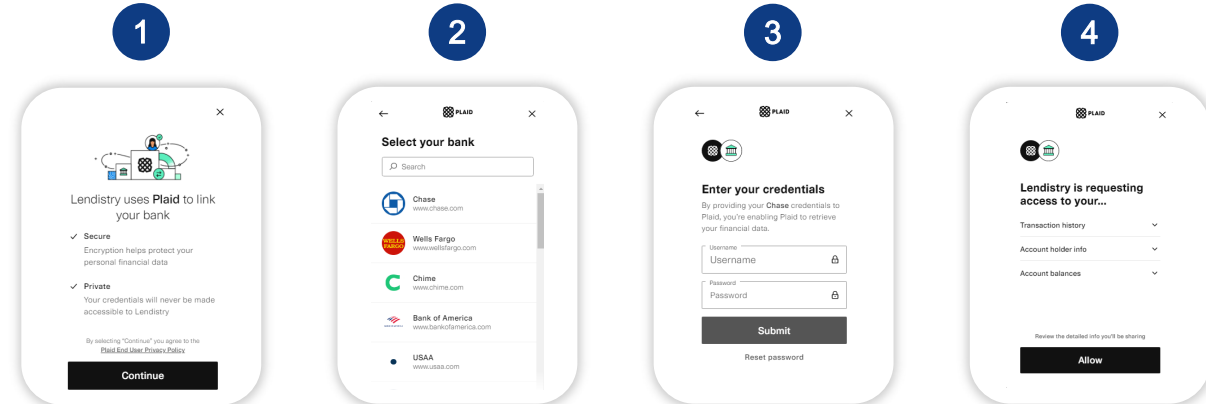 1
Lendistry uses Plaid to link
your bank
Secure
Encryption helps protect your
personal financial data
Private
Your credentials will never be made
accessible to Lendistry
By selecting "Continue" you agree to the
Plaid End User Privacy Policy
Continue
2
PLAID
Select your bank
Search
Chase
www.chase.com
WELLS
FARGO
Wells Fargo
www.wellsfargo.com
Chime
www.chime.com
Bank of America
www.bankofamerica.com
USAA
www.usaa.com
3
PLAID
Enter your credentials
By providing your Chase credentials to
Plaid, you're enabling Plaid to retrieve
your financial data.
Username
Username
Password
Password
Submit
Reset password
4
PLAID
Lendistry is requesting
access to your...
Transaction history
Account holder info
Account balances
Review the detailed info you'll be sharing
Allow